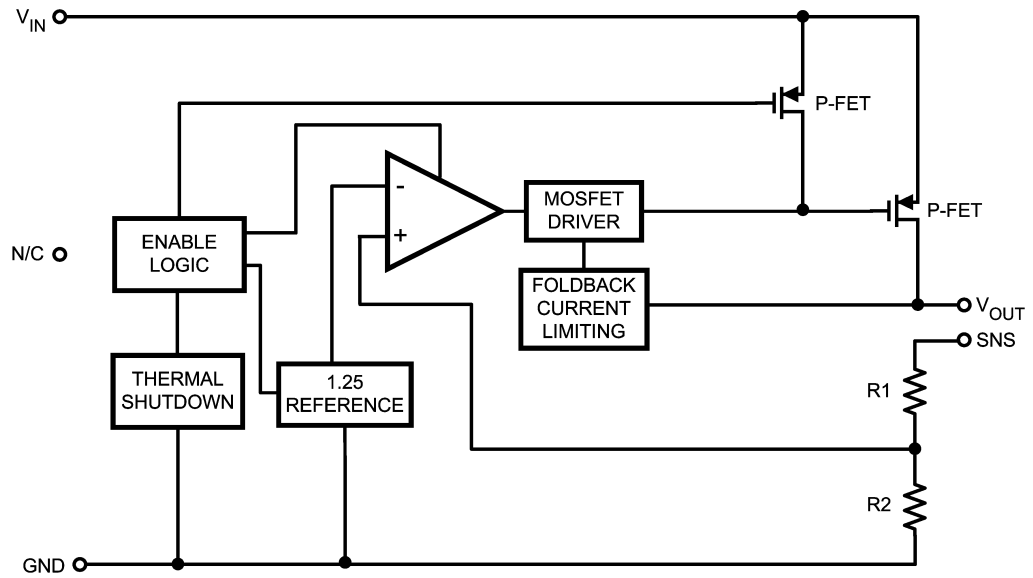 VIN
P-FET
MOSFET
DRIVER
P-FET
-
+
ENABLE
LOGIC
N/C
FOLDBACK
CURRENT
LIMITING
VOUT
SNS
THERMAL
SHUTDOWN
1.25
REFERENCE
R1
R2
GND